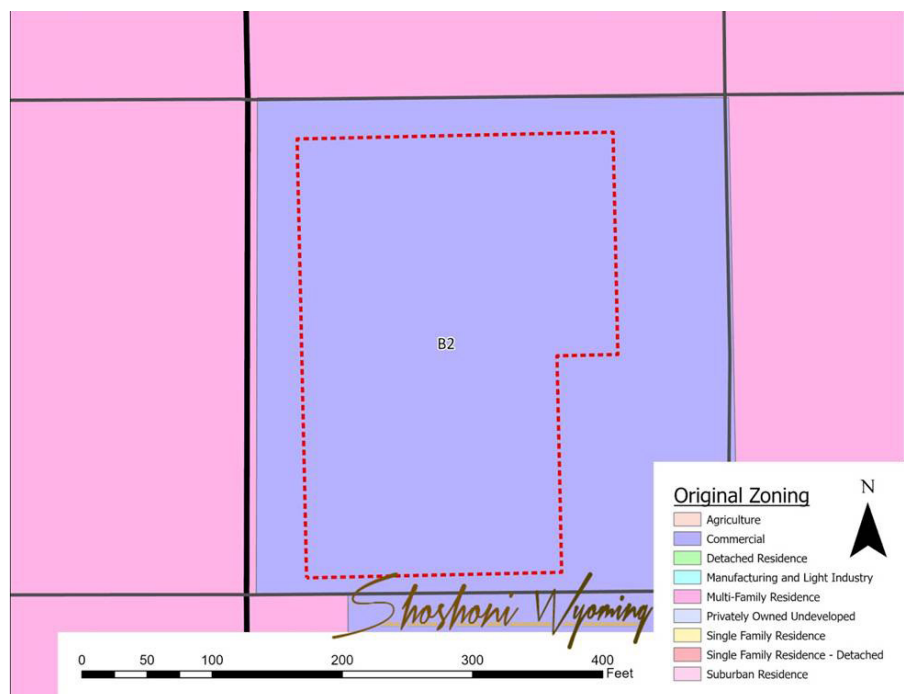 B2
Original Zoning
N
Agriculture
Commercial
Detached Residence
Manufacturing and Light Industry
Multi-Family Residence
Privately Owned Undeveloped
Single Family Residence
Single Family Residence - Detached
Suburban Residence
Shoshoni Wyoming
0 50 100 200 300 400
Feet